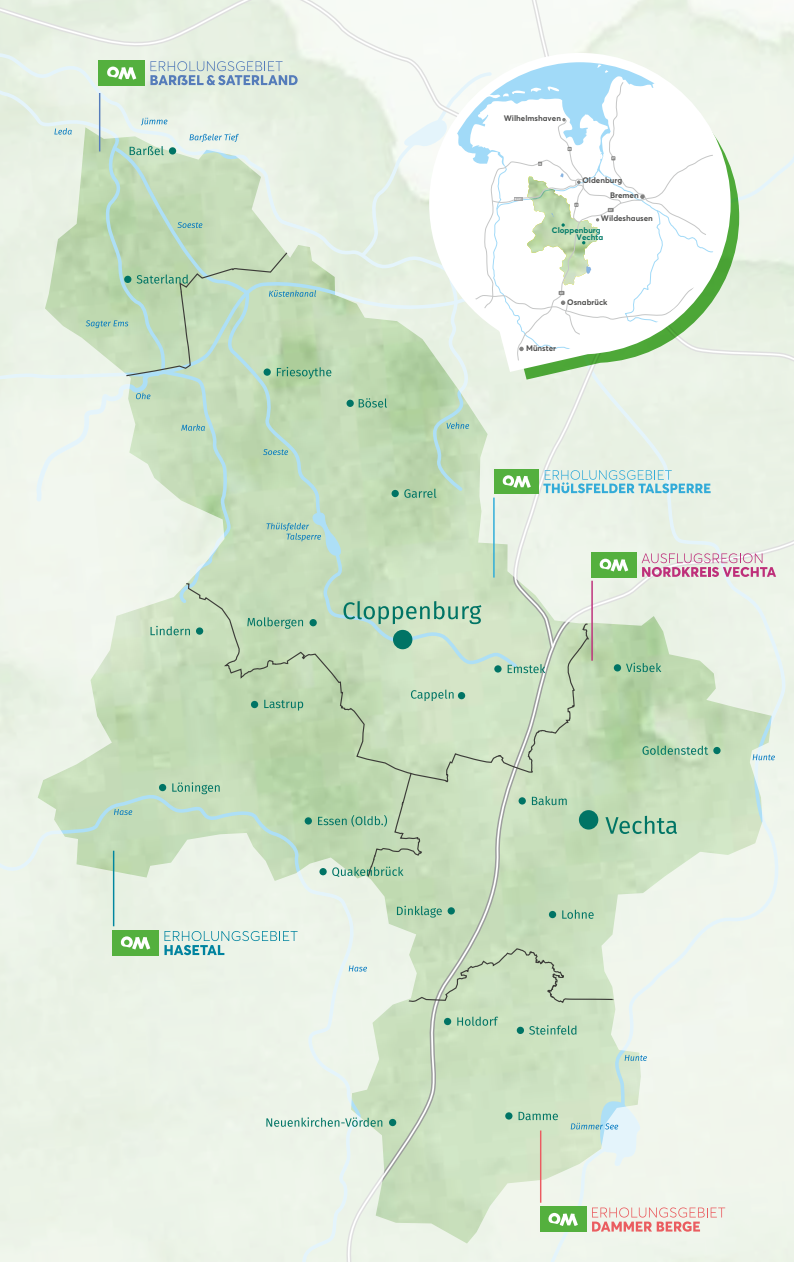 OM ERHOLUNGSGEBIET
BARẞEL & SATERLAND
Leda
Jümme
Barßeler Tief
Barßel
Soeste
Saterland
Küstenkanal
Sagter Ems
Wilhelmshaven
Oldenburg
Bremen
Wildeshausen
Cloppenburg
Vechta
Osnabrück
Münster
Friesoythe
Ohe
Bösel
Marka
Vehne
Soeste
OM ERHOLUNGSGEBIET
THÜLSFELDER TALSPERRE
Garrel
Thülsfelder
Talsperre
OM AUSFLUGSREGION
NORDKREIS VECHTA
Cloppenburg
Molbergen
Lindern
Emstek
Visbek
Cappeln
Lastrup
Goldenstedt
Hunte
Löningen
Bakum
Hase
Essen (Oldb.)
Vechta
Quakenbrück
Dinklage
Lohne
OM ERHOLUNGSGEBIET
HASETAL
Hase
Holdorf
Steinfeld
Hunte
Damme
Neuenkirchen-Vörden
Dümmer See
OM ERHOLUNGSGEBIET
DAMMER BERGE